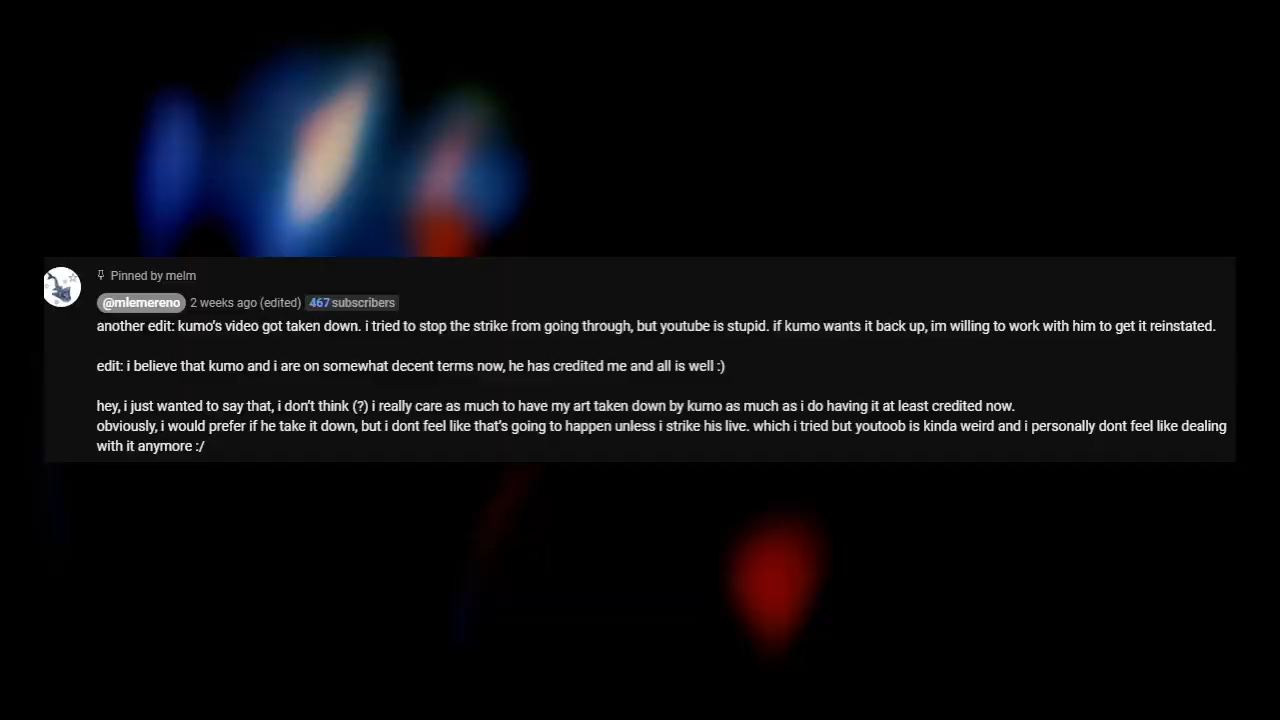 Pinned by melm
@mlemereno 2 weeks ago (edited) 467 subscribers
another edit: kumo's video got taken down. i tried to stop the strike from going through, but youtube is stupid. if kumo wants it back up, im willing to work with him to get it reinstated.
edit: i believe that kumo and i are on somewhat decent terms now, he has credited me and all is well :)
hey, i just wanted to say that, i don't think (?) i really care as much to have my art taken down by kumo as much as i do having it at least credited now.
obviously, i would prefer if he take it down, but i dont feel like that's going to happen unless i strike his live. which i tried but youtoob is kinda weird and i personally dont feel like dealing
with it anymore :/